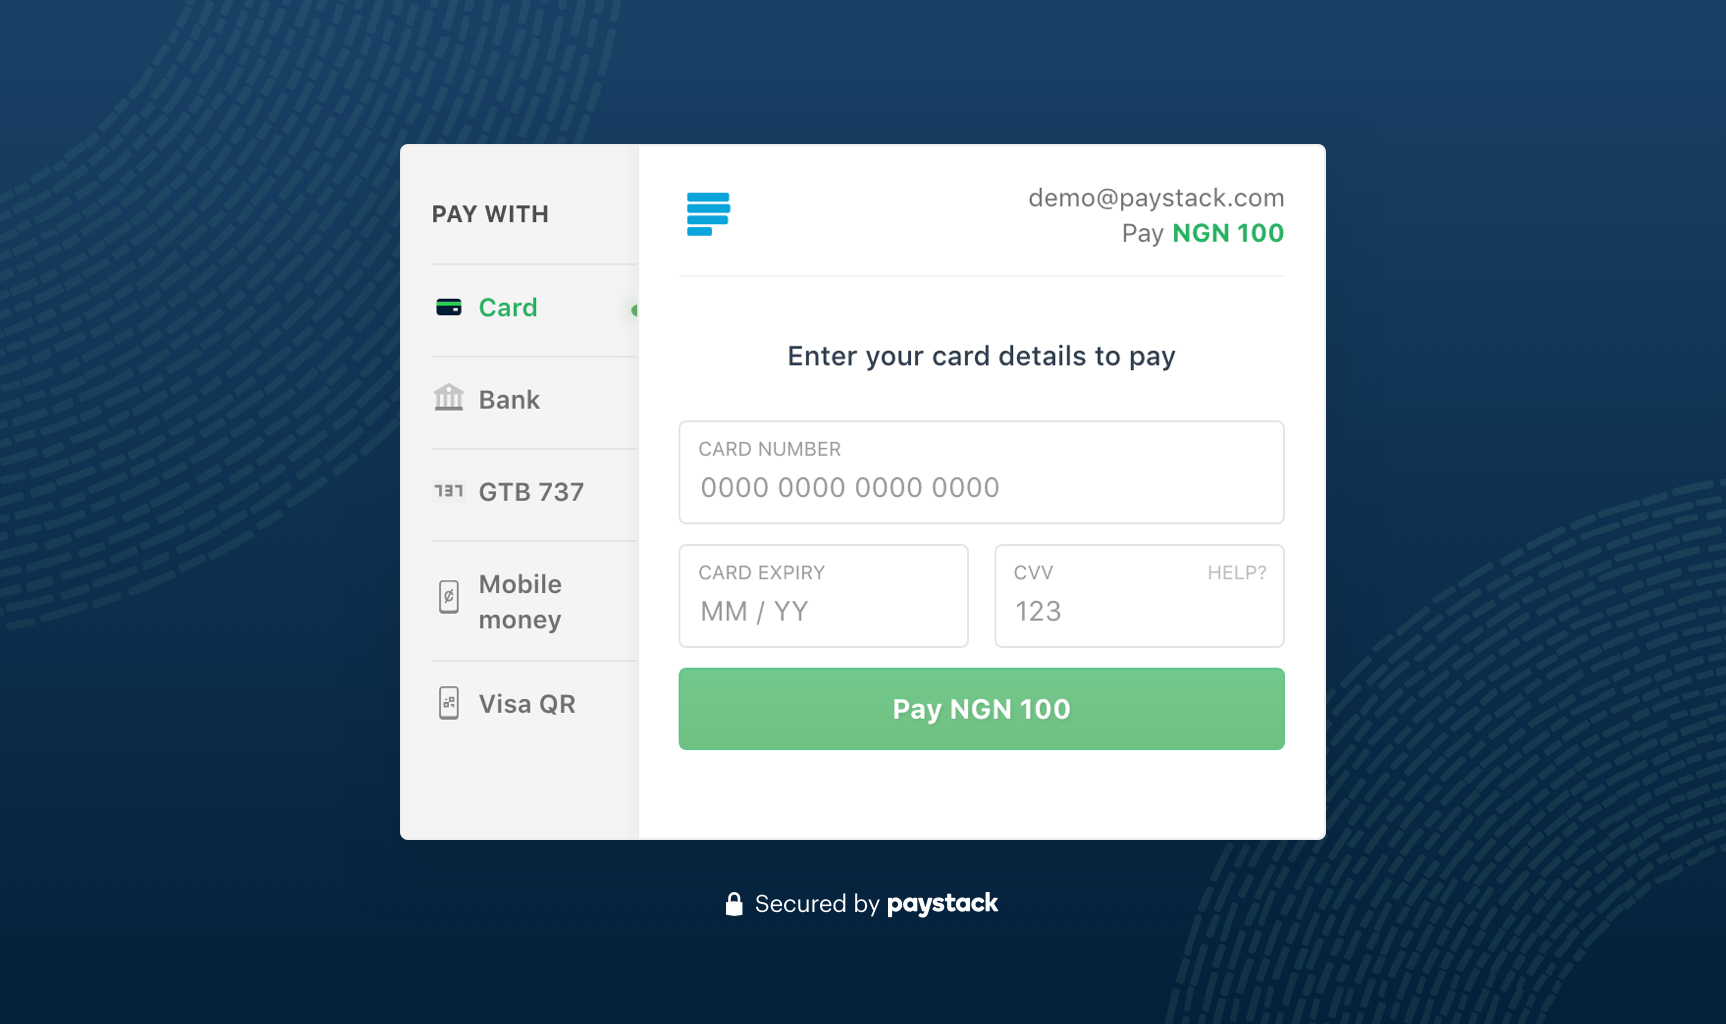 PAY WITH
Card
Bank
737
GTB 737
Mobile
money
Visa QR
demo@paystack.com
Pay NGN 100
Enter your card details to pay
CARD NUMBER
0000 0000 0000 0000
CARD EXPIRY
MM / YY
CVV
HELP?
123
Pay NGN 100
Secured by paystack